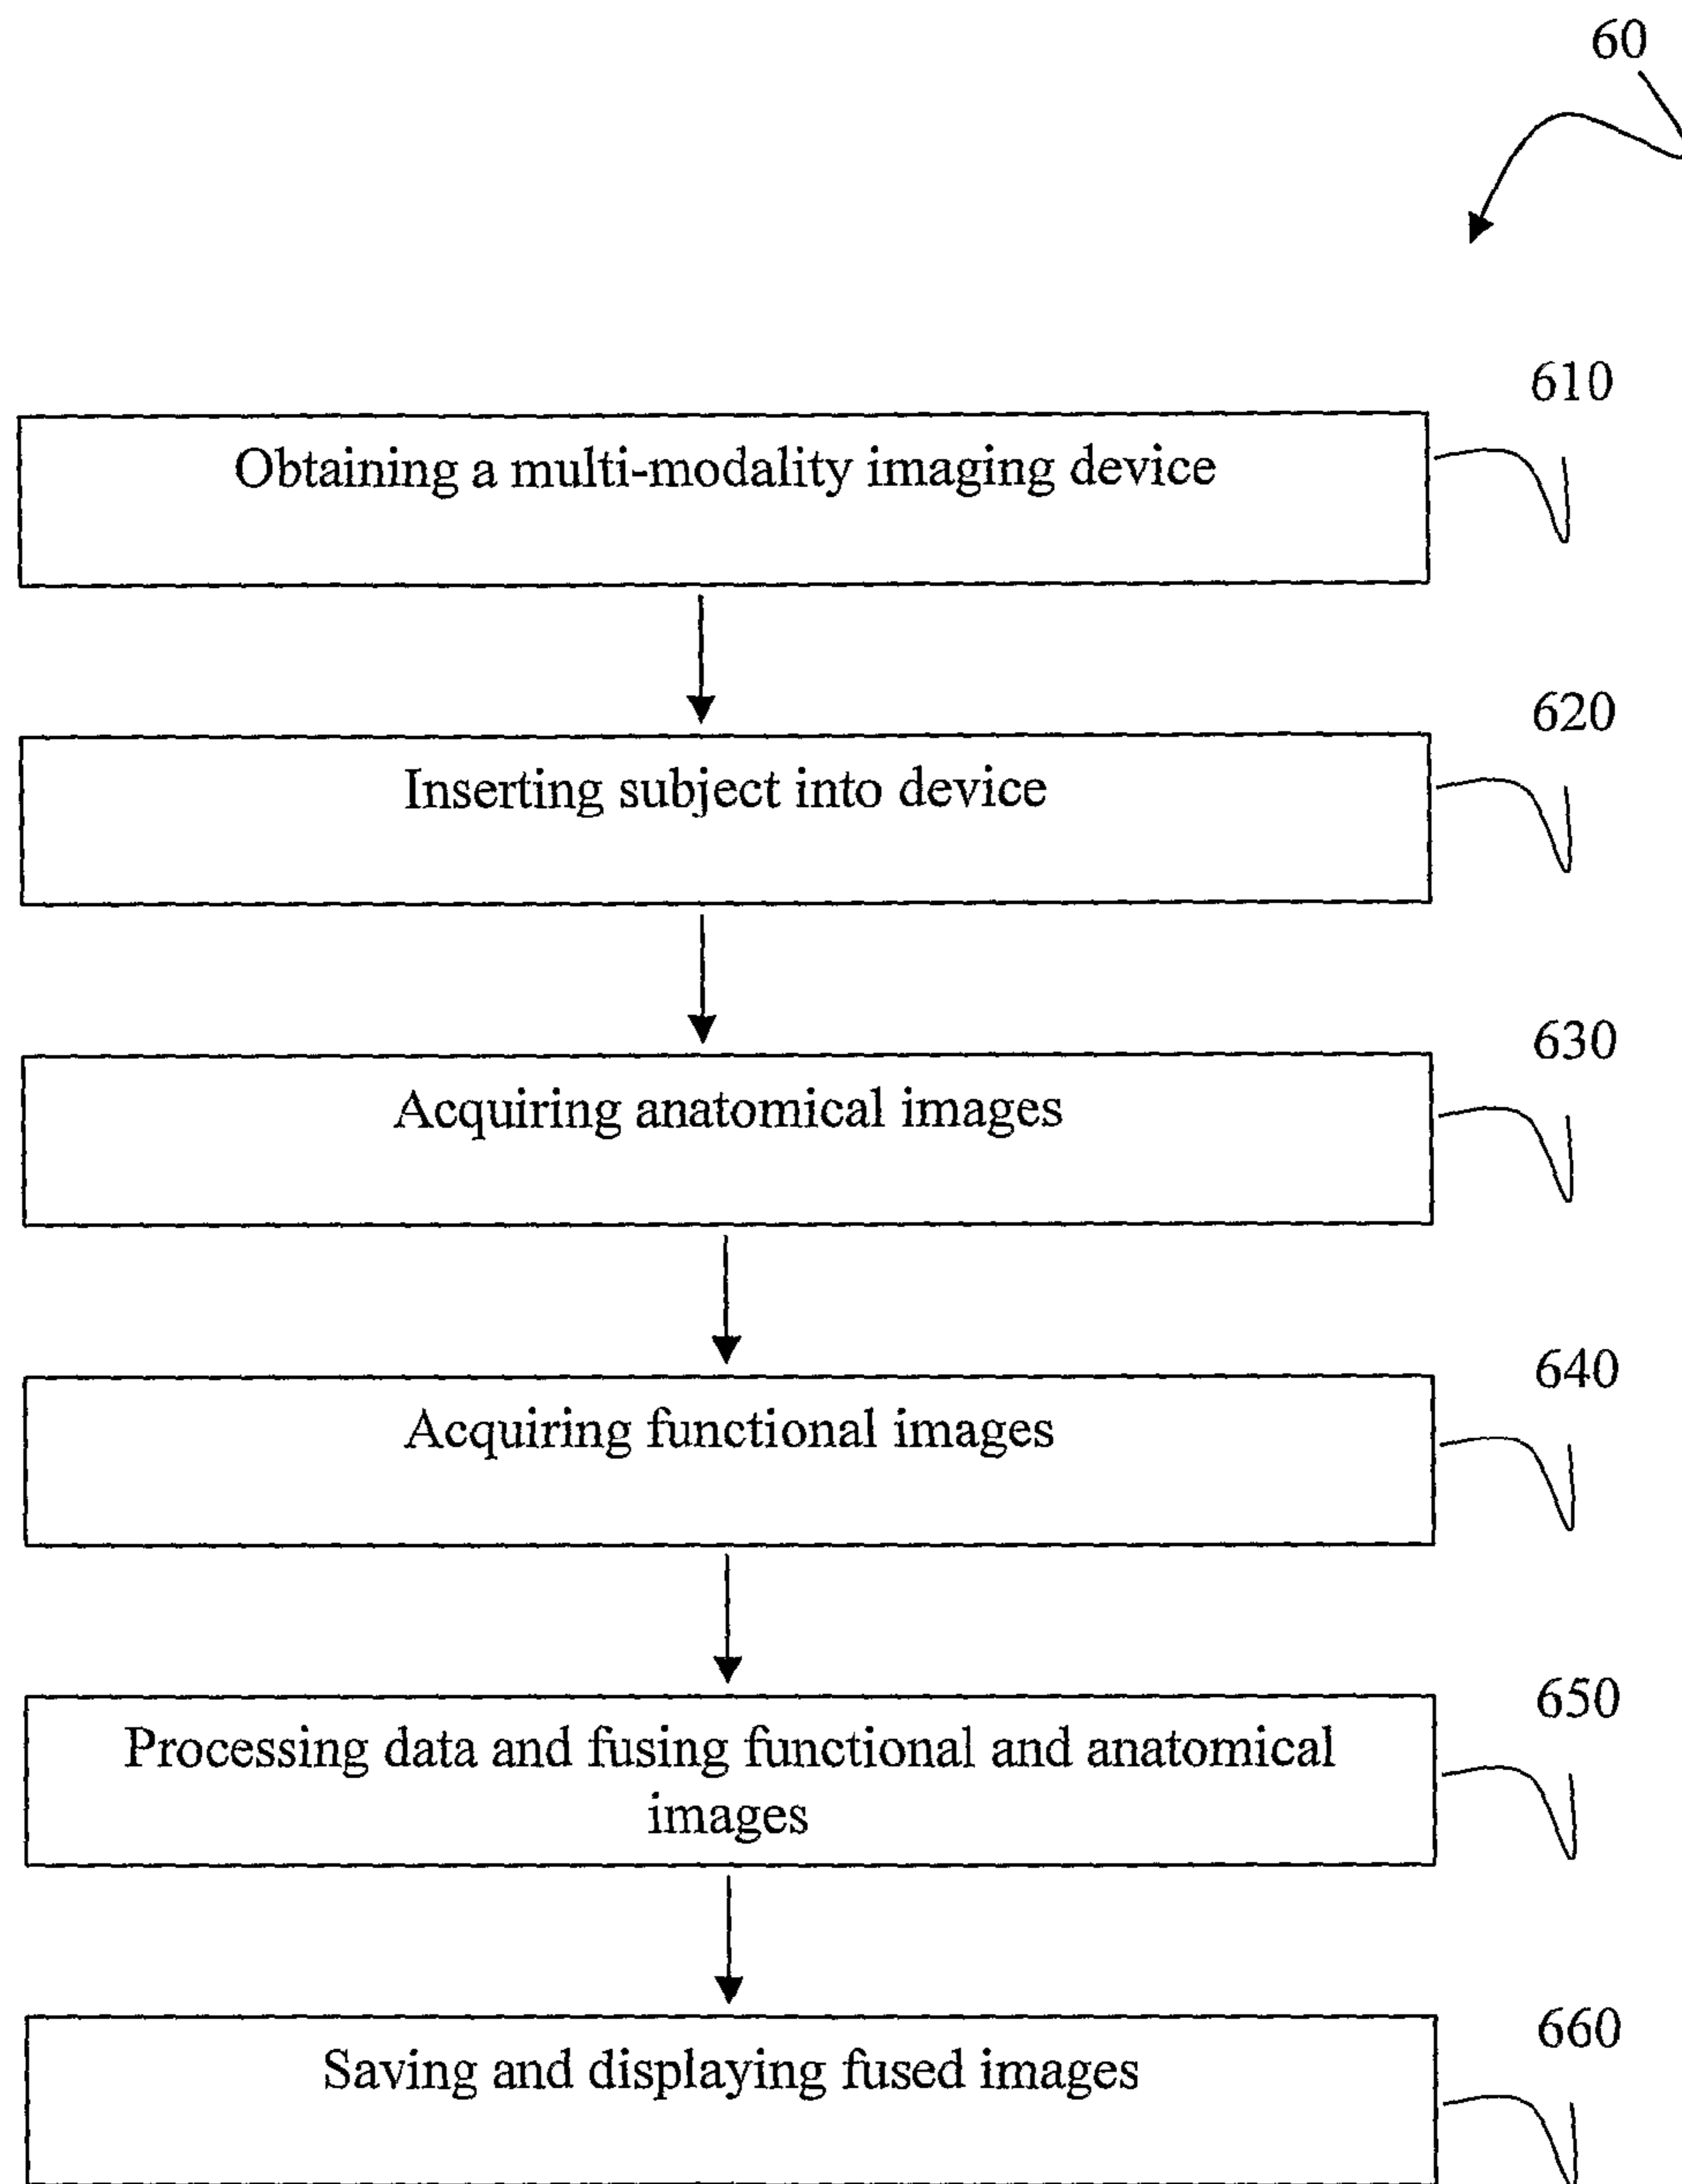 60
610
Obtaining a multi-modality imaging device
620
Inserting subject into device
630
Acquiring anatomical images
640
Acquiring functional images
650
Processing data and fusing functional and anatomical
images
660
Saving and displaying fused images